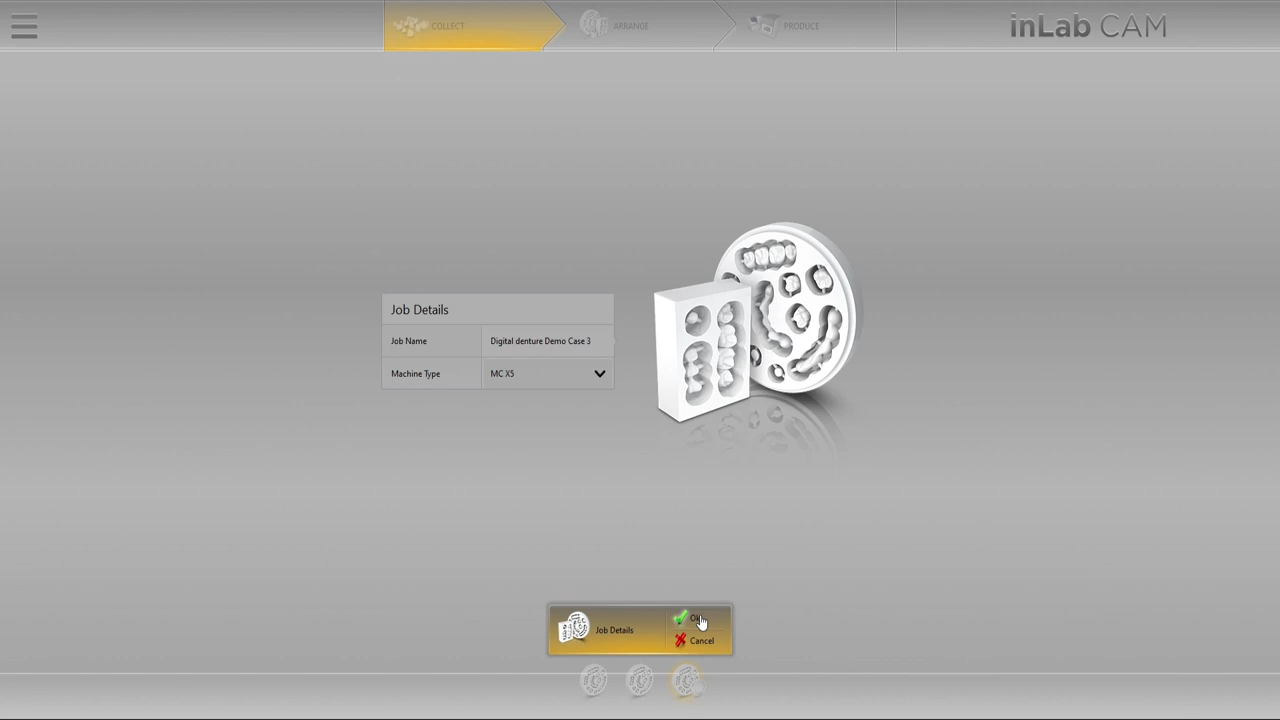 COLLECT
ARRANGE
PRODUCE
inLab CAM
Job Details
Job Name
Digital denture Demo Case 3
Machine Type
MC X5
Job Details
OK
Cancel